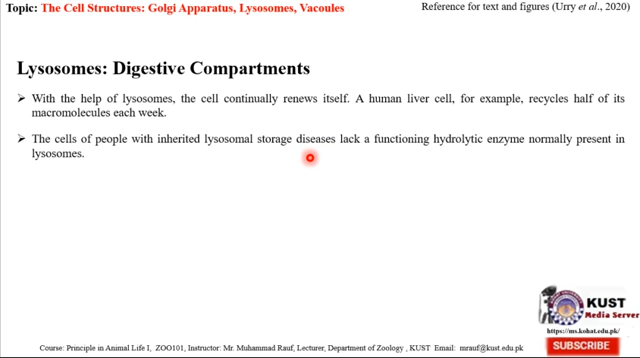 Topic: The Cell Structures: Golgi Apparatus, Lysosomes, Vacoules
Reference for text and figures (Urry et al., 2020)
Lysosomes: Digestive Compartments
➤ With the help of lysosomes, the cell continually renews itself. A human liver cell, for example, recycles half of its
macromolecules each week.
➤ The cells of people with inherited lysosomal storage diseases lack a functioning hydrolytic enzyme normally present in
lysosomes.
KUST
Media Server
https://ms.kohat.edu.pk/
SUBSCRIBE
Course: Principle in Animal Life I, ZOO101, Instructor: Mr. Muhammad Rauf, Lecturer, Department of Zoology , KUST Email: mrauf@kust.edu.pk